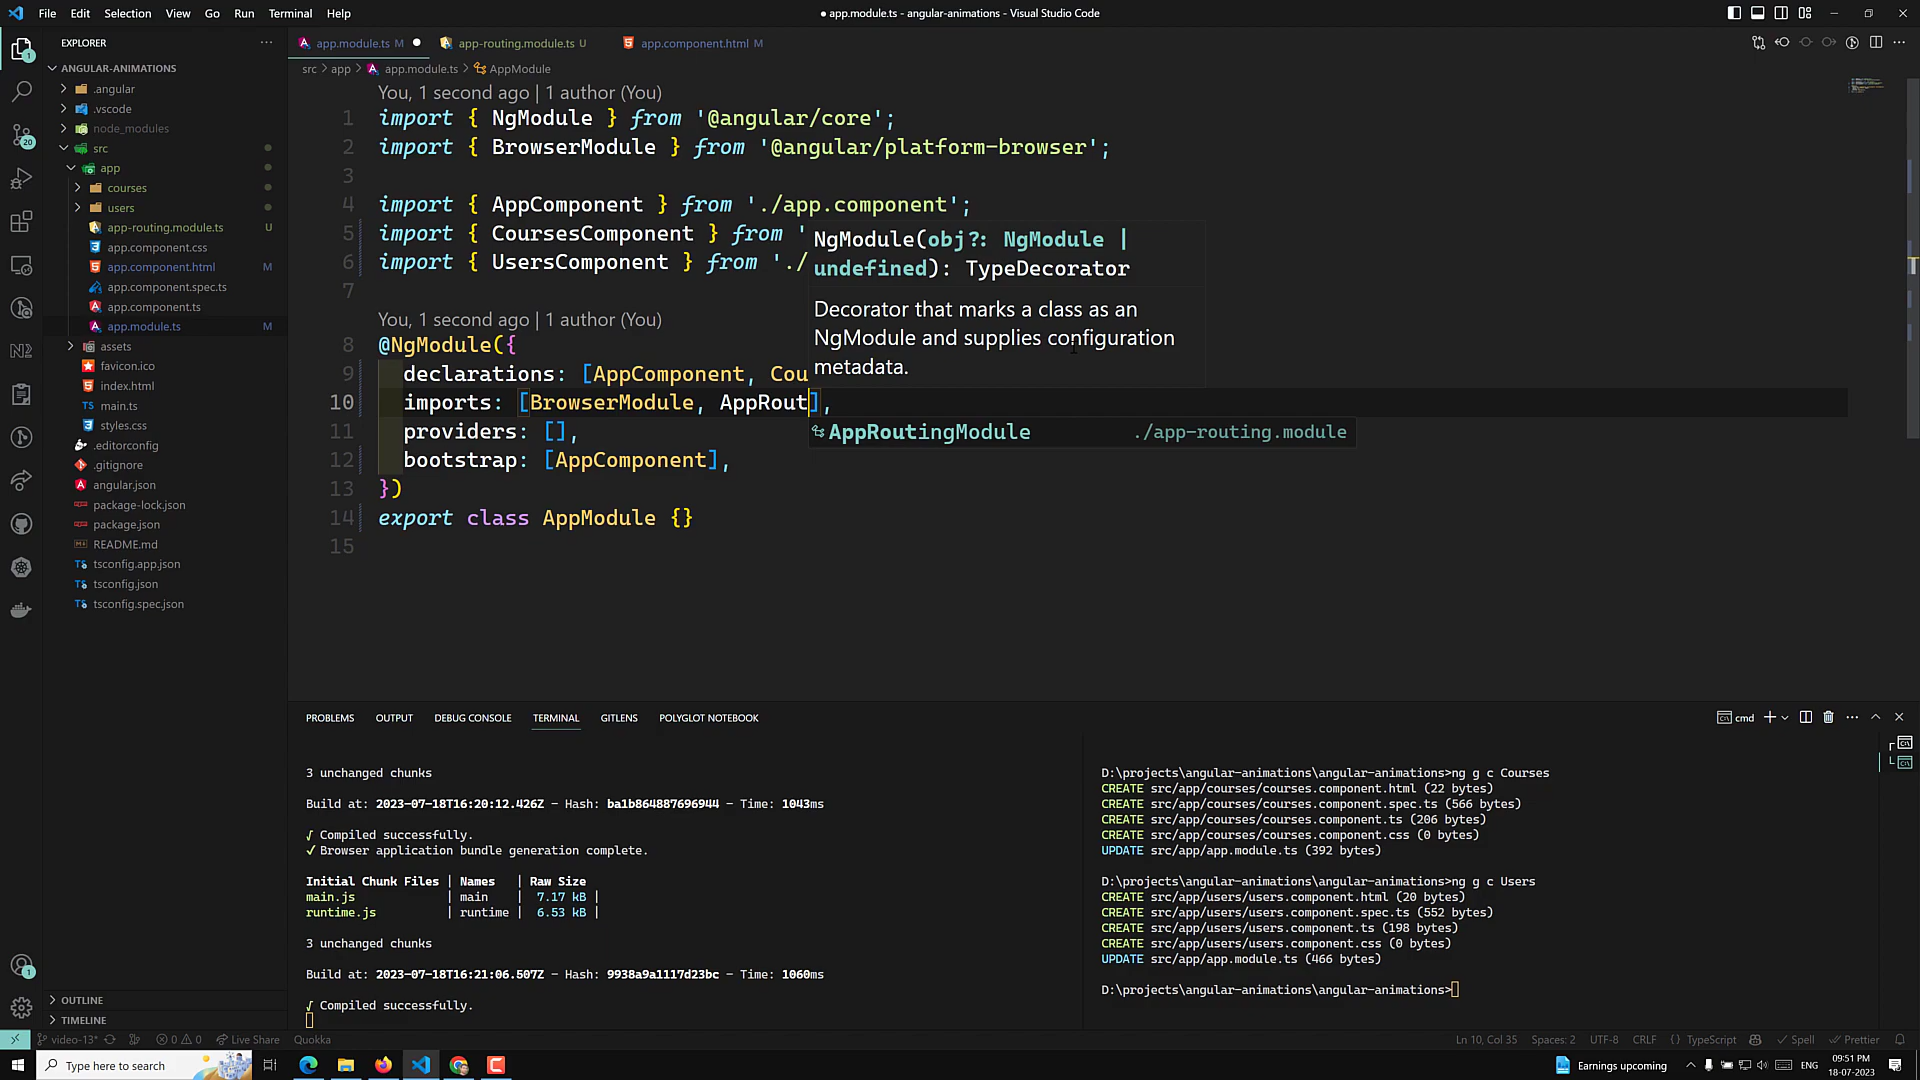 File Edit Selection View Go Run Terminal Help
● app.module.ts - angular-animations - Visual Studio Code
EXPLORER
ANGULAR-ANIMATIONS
.angular
.vscode
node_modules
src
app
courses
users
app-routing.module.ts U
app.component.css
app.component.html M
app.component.spec.ts
app.component.ts
app.module.ts M
assets
favicon.ico
index.html
main.ts
styles.css
.editorconfig
.gitignore
angular.json
package-lock.json
package.json
README.md
tsconfig.app.json
tsconfig.json
tsconfig.spec.json
OUTLINE
TIMELINE
app.module.ts M
app-routing.module.ts U
app.component.html M
src > app > app.module.ts > AppModule
You, 1 second ago | 1 author (You)
1 import { NgModule } from '@angular/core';
2 import { BrowserModule } from '@angular/platform-browser';
3
4 import { AppComponent } from './app.component';
5 import { CoursesComponent } from '
6 import { UsersComponent } from './
7
You, 1 second ago | 1 author (You)
8 @NgModule({
9 declarations: [AppComponent, Cou
10 imports: [BrowserModule, AppRout],
11 providers: [],
12 bootstrap: [AppComponent],
13 })
14 export class AppModule {}
15
NgModule(obj?: NgModule |
undefined): TypeDecorator
Decorator that marks a class as an
NgModule and supplies configuration
metadata.
AppRoutingModule ./app-routing.module
PROBLEMS OUTPUT DEBUG CONSOLE TERMINAL GITLENS POLYGLOT NOTEBOOK
cmd
3 unchanged chunks
Build at: 2023-07-18T16:20:12.426Z - Hash: ba1b864887696944 - Time: 1043ms
√ Compiled successfully.
✓ Browser application bundle generation complete.
Initial Chunk Files | Names | Raw Size
main.js | main | 7.17 kB |
runtime.js | runtime | 6.53 kB |
3 unchanged chunks
Build at: 2023-07-18T16:21:06.507Z - Hash: 9938a9a1117d23bc - Time: 1060ms
√ Compiled successfully.
D:\projects\angular-animations\angular-animations>ng g c Courses
CREATE src/app/courses/courses.component.html (22 bytes)
CREATE src/app/courses/courses.component.spec.ts (566 bytes)
CREATE src/app/courses/courses.component.ts (206 bytes)
CREATE src/app/courses/courses.component.css (0 bytes)
UPDATE src/app/app.module.ts (392 bytes)
D:\projects\angular-animations\angular-animations>ng g c Users
CREATE src/app/users/users.component.html (20 bytes)
CREATE src/app/users/users.component.spec.ts (552 bytes)
CREATE src/app/users/users.component.ts (198 bytes)
CREATE src/app/users/users.component.css (0 bytes)
UPDATE src/app/app.module.ts (466 bytes)
D:\projects\angular-animations\angular-animations>
video-13* 0 0 Live Share Quokka
Ln 10, Col 35 Spaces: 2 UTF-8 CRLF {} TypeScript Spell Prettier
Type here to search
Earnings upcoming
ENG
09:51 PM
18-07-2023